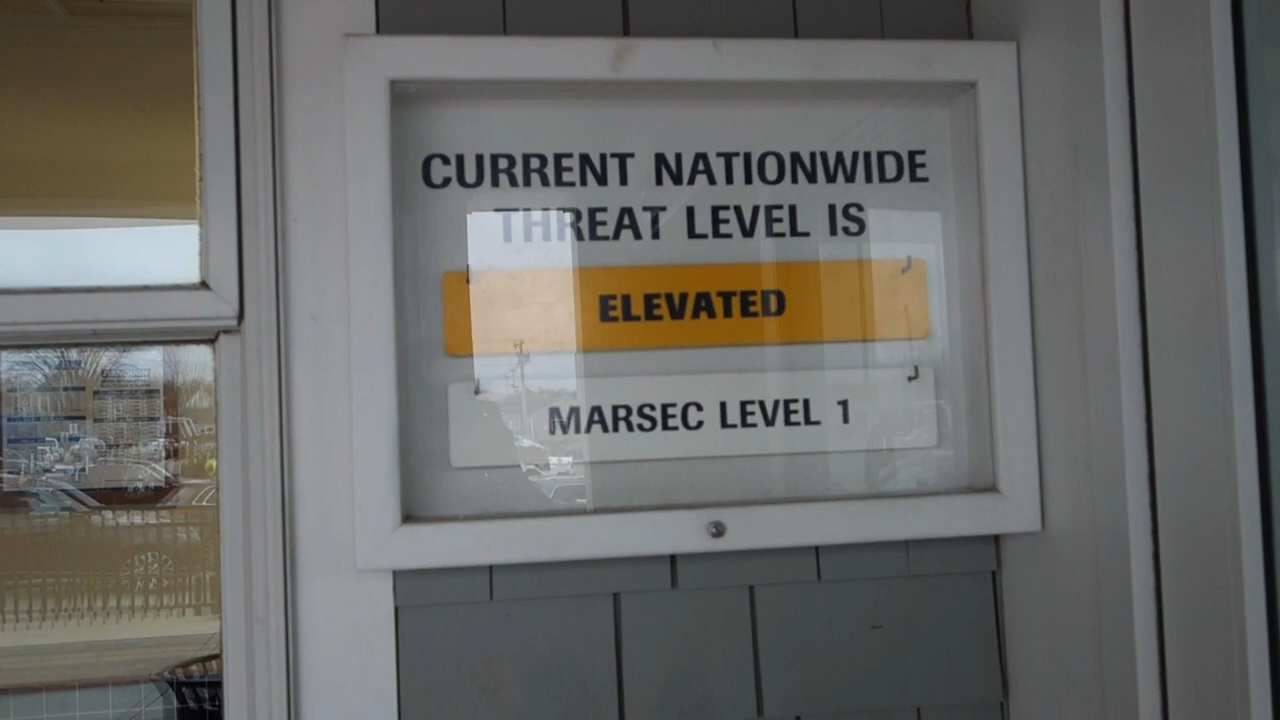 CURRENT NATIONWIDE
THREAT LEVEL IS
ELEVATED
MARSEC LEVEL 1